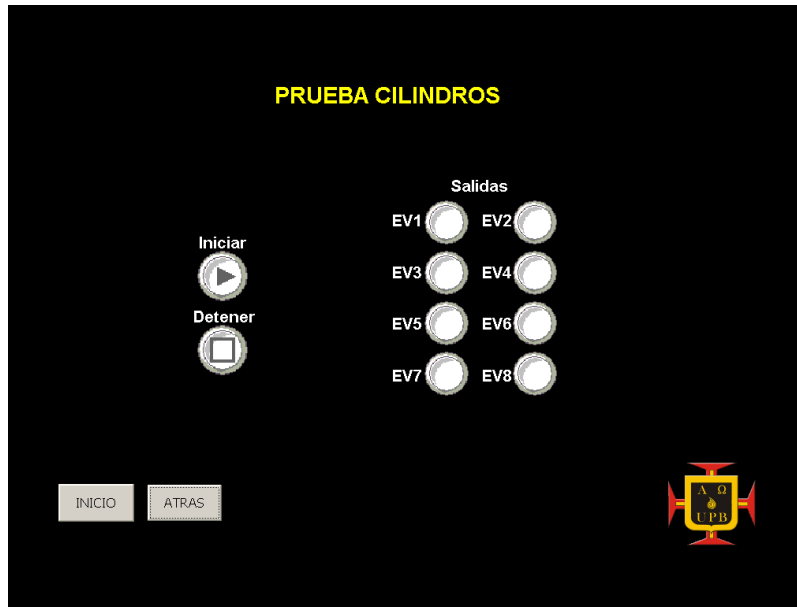 PRUEBA CILINDROS
Salidas
EV1 EV2
Iniciar
EV3 EV4
Detener
EV5 EV6
EV7 EV8
INICIO ATRAS
Α Ω
UPB